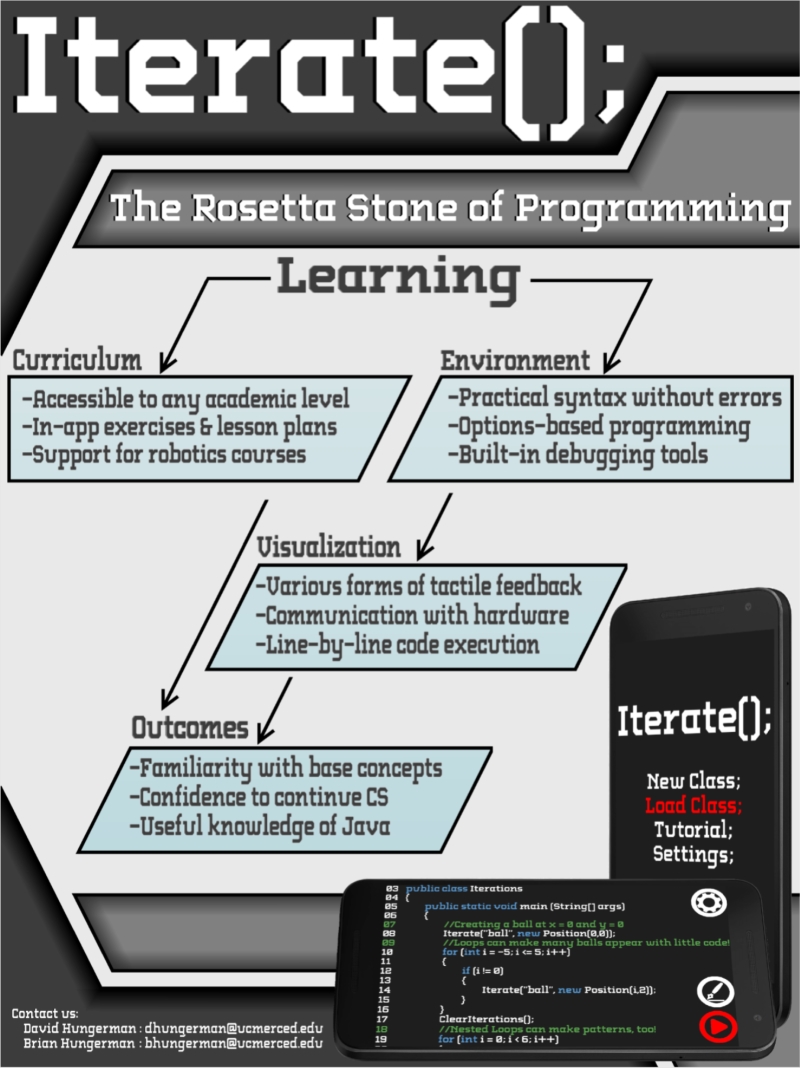 Iterate();
The Rosetta Stone of Programming
Learning
Curriculum
-Accessible to any academic level
-In-app exercises & lesson plans
-Support for robotics courses
Environment
-Practical syntax without errors
-Options-based programming
-Built-in debugging tools
Visualization
-Various forms of tactile feedback
-Communication with hardware
-Line-by-line code execution
Outcomes
-Familiarity with base concepts
-Confidence to continue CS
-Useful knowledge of Java
Iterate();
New Class;
Load Class;
Tutorial;
Settings;
03 public class Iterations
04 {
05 public static void main (String[] args)
06 {
07 //Creating a ball at x = 0 and y = 0
08 Iterate("ball", new Position(0,0));
09 //Loops can make many balls appear with little code!
10 for (int i = -5; i <= 5; i++)
11 {
12 if (i != 0)
13 {
14 Iterate("ball", new Position(i,2));
15 }
16 }
17 ClearIterations();
18 //Nested Loops can make patterns, too!
19 for (int i = 0; i < 6; i++)
Contact us:
David Hungerman : dhungerman@ucmerced.edu
Brian Hungerman : bhungerman@ucmerced.edu